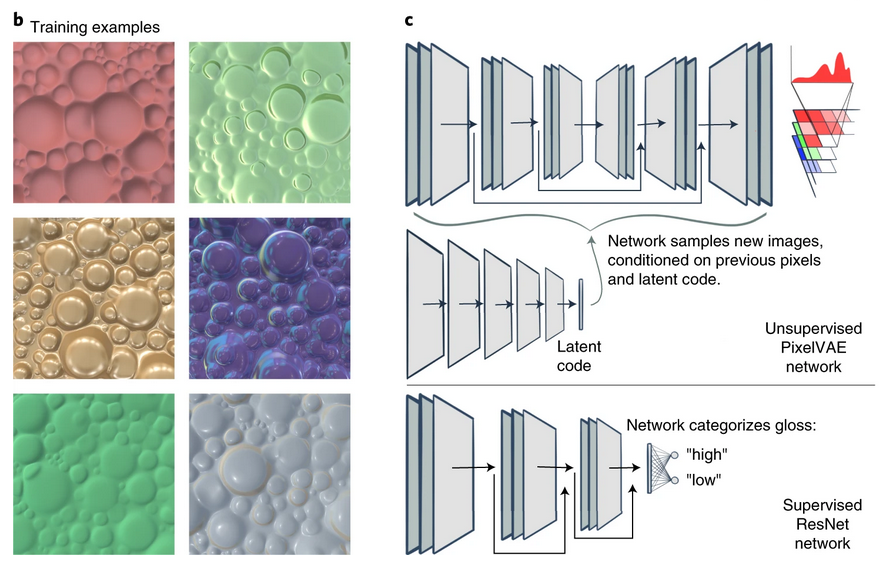 b Training examples
c
Network samples new images,
conditioned on previous pixels
and latent code.
Latent
code
Unsupervised
PixelVAE
network
Network categorizes gloss:
"high"
"low"
Supervised
ResNet
network